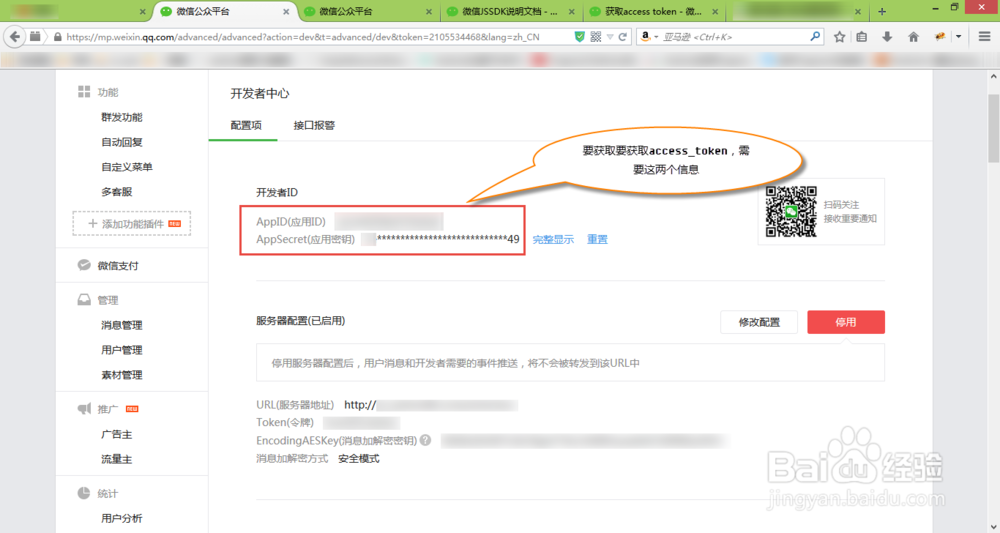 微信公众平台
微信公众平台
微信JSSDK说明文档 - ...
获取access token - 微...
https://mp.weixin.qq.com/advanced/advanced?action=dev&t=advanced/dev&token=2105534468&lang=zh_CN
亚马逊 <Ctrl+K>
功能
群发功能
自动回复
自定义菜单
多客服
+ 添加功能插件
微信支付
管理
消息管理
用户管理
素材管理
推广
广告主
流量主
统计
用户分析
开发者中心
配置项 接口报警
要获取要获取access_token，需
要这两个信息
开发者ID
AppID(应用ID)
AppSecret(应用密钥) ****************************49 完整显示 重置
扫码关注
接收重要通知
服务器配置(已启用)
修改配置 停用
停用服务器配置后，用户消息和开发者需要的事件推送，将不会被转发到该URL中
URL(服务器地址) http://
Token(令牌)
EncodingAESKey(消息加解密密钥) ?
消息加解密方式 安全模式
Baidu经验
jingyan.baidu.com